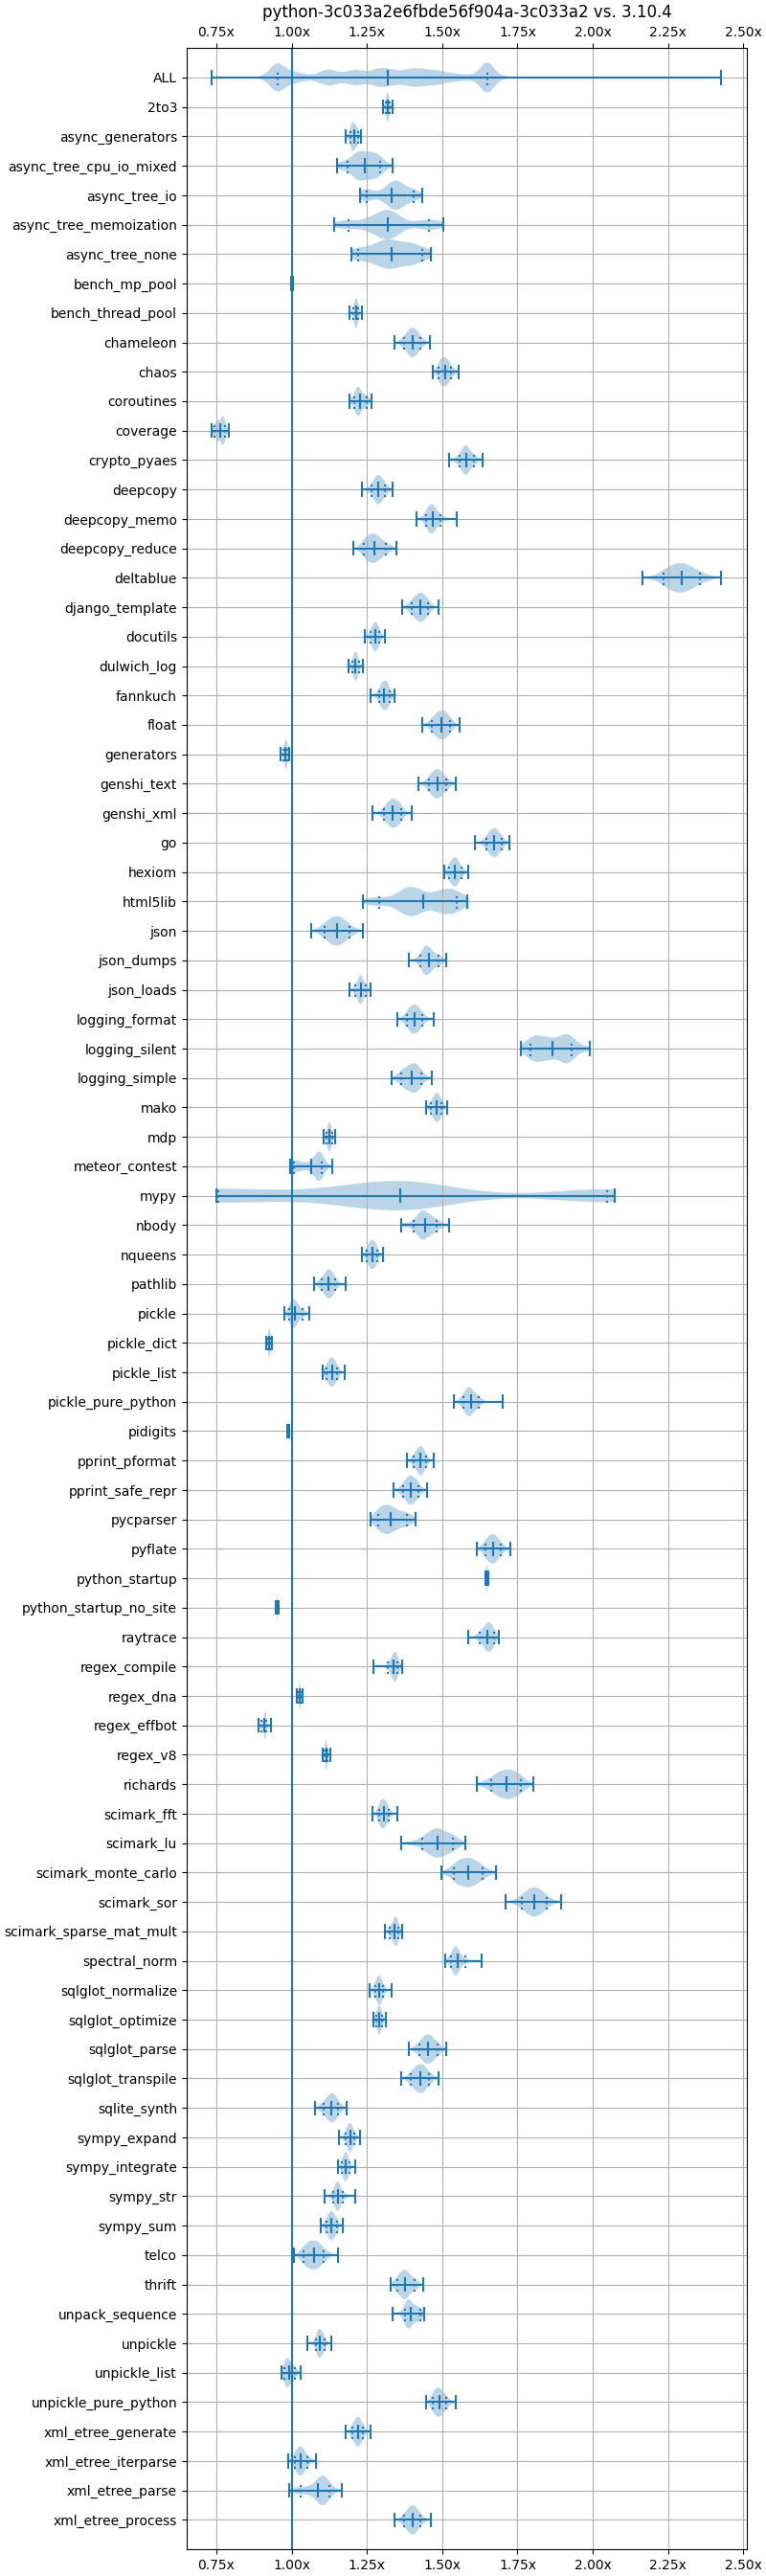 python-3c033a2e6fbde56f904a-3c033a2 vs. 3.10.4
0.75x 1.00x 1.25x 1.50x 1.75x 2.00x 2.25x 2.50x
ALL
2to3
async_generators
async_tree_cpu_io_mixed
async_tree_io
async_tree_memoization
async_tree_none
bench_mp_pool
bench_thread_pool
chameleon
chaos
coroutines
coverage
crypto_pyaes
deepcopy
deepcopy_memo
deepcopy_reduce
deltablue
django_template
docutils
dulwich_log
fannkuch
float
generators
genshi_text
genshi_xml
go
hexiom
html5lib
json
json_dumps
json_loads
logging_format
logging_silent
logging_simple
mako
mdp
meteor_contest
mypy
nbody
nqueens
pathlib
pickle
pickle_dict
pickle_list
pickle_pure_python
pidigits
pprint_pformat
pprint_safe_repr
pycparser
pyflate
python_startup
python_startup_no_site
raytrace
regex_compile
regex_dna
regex_effbot
regex_v8
richards
scimark_fft
scimark_lu
scimark_monte_carlo
scimark_sor
scimark_sparse_mat_mult
spectral_norm
sqlglot_normalize
sqlglot_optimize
sqlglot_parse
sqlglot_transpile
sqlite_synth
sympy_expand
sympy_integrate
sympy_str
sympy_sum
telco
thrift
unpack_sequence
unpickle
unpickle_list
unpickle_pure_python
xml_etree_generate
xml_etree_iterparse
xml_etree_parse
xml_etree_process
0.75x 1.00x 1.25x 1.50x 1.75x 2.00x 2.25x 2.50x